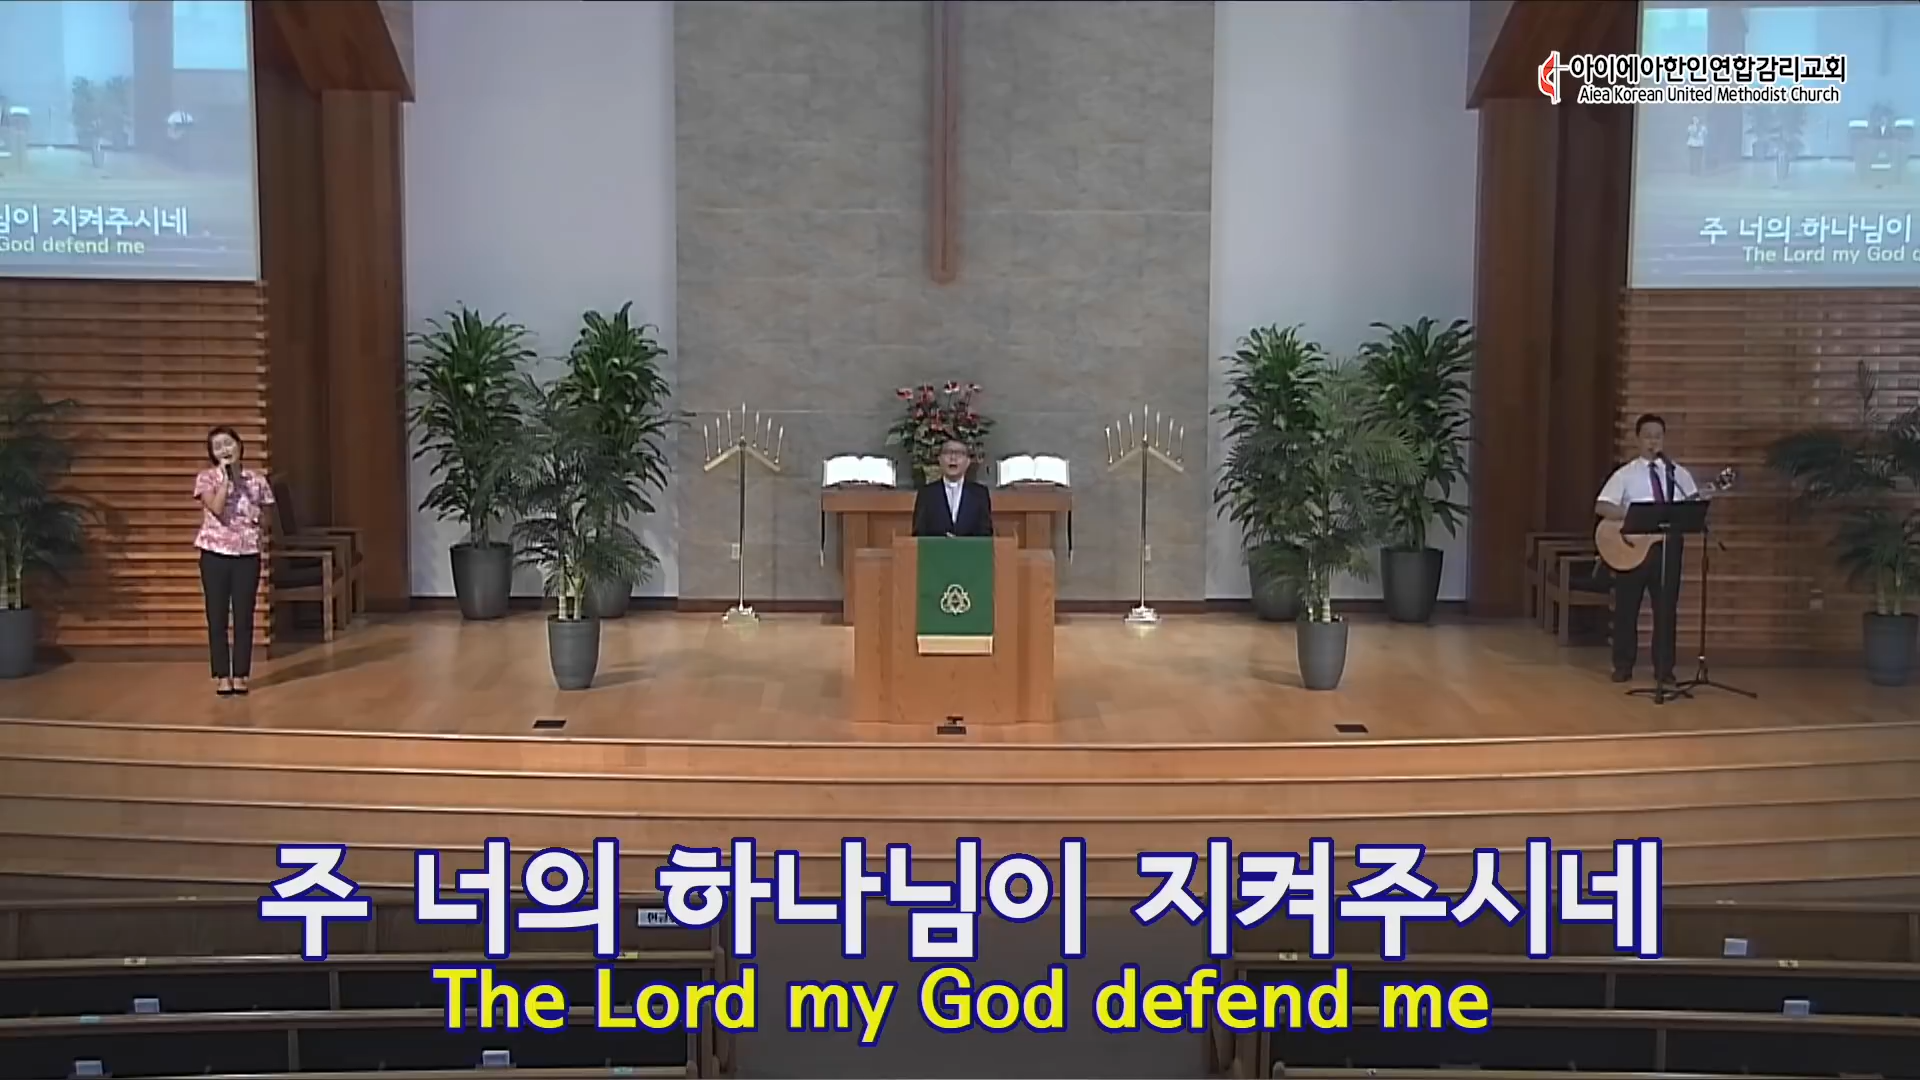 아이에아한인연합감리교회
Aiea Korean United Methodist Church
님이 지켜주시네
God defend me
주 너의 하나님이
The Lord my God
주 너의 하나님이 지켜주시네
The Lord my God defend me